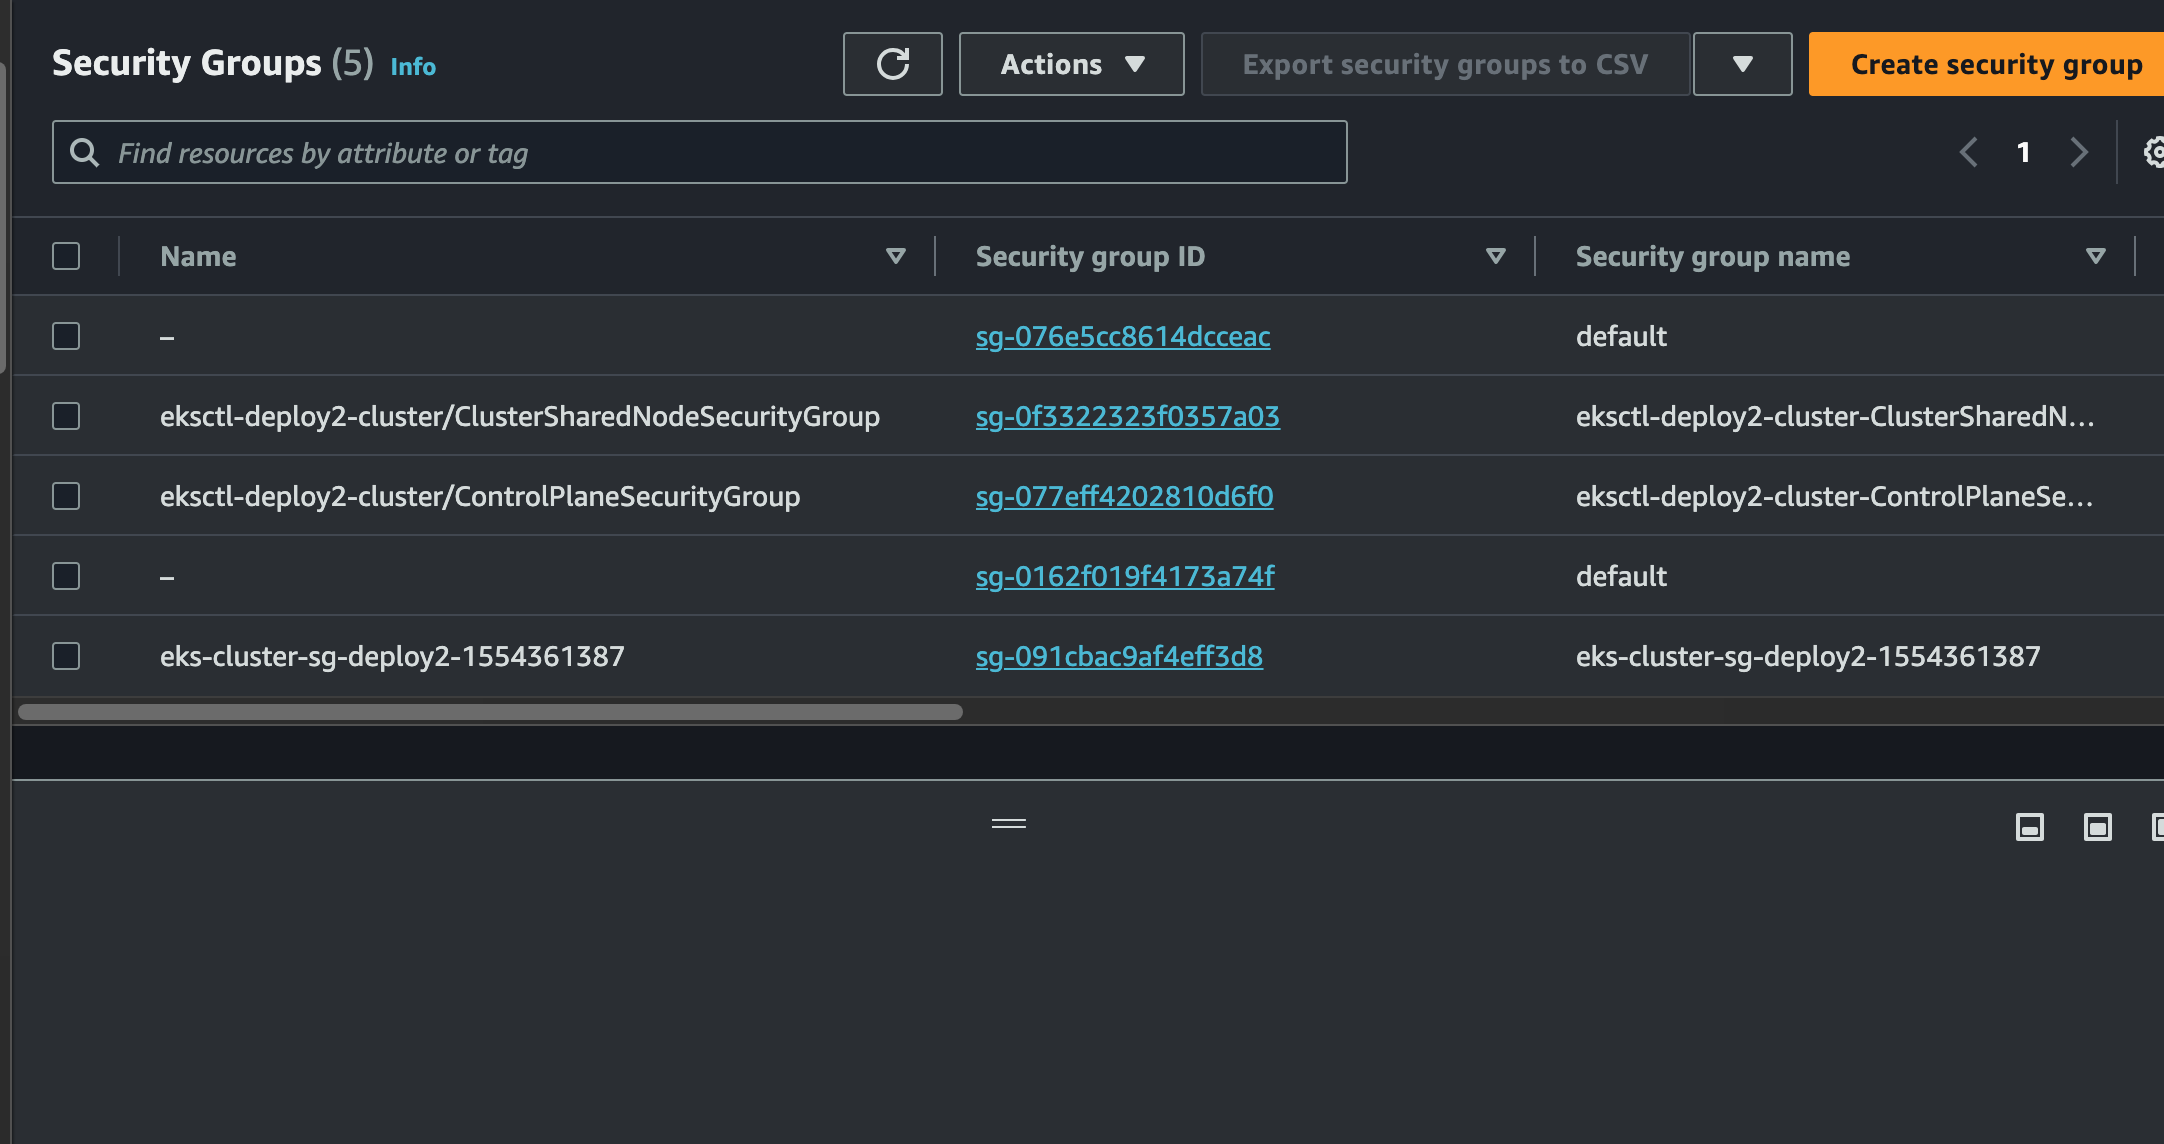 Security Groups (5) Info
Actions
Export security groups to CSV
Create security group
Find resources by attribute or tag
1
Name
Security group ID
Security group name
–
sg-076e5cc8614dcceac
default
eksctl-deploy2-cluster/ClusterSharedNodeSecurityGroup
sg-0f3322323f0357a03
eksctl-deploy2-cluster-ClusterSharedN...
eksctl-deploy2-cluster/ControlPlaneSecurityGroup
sg-077eff4202810d6f0
eksctl-deploy2-cluster-ControlPlaneSe...
–
sg-0162f019f4173a74f
default
eks-cluster-sg-deploy2-1554361387
sg-091cbac9af4eff3d8
eks-cluster-sg-deploy2-1554361387